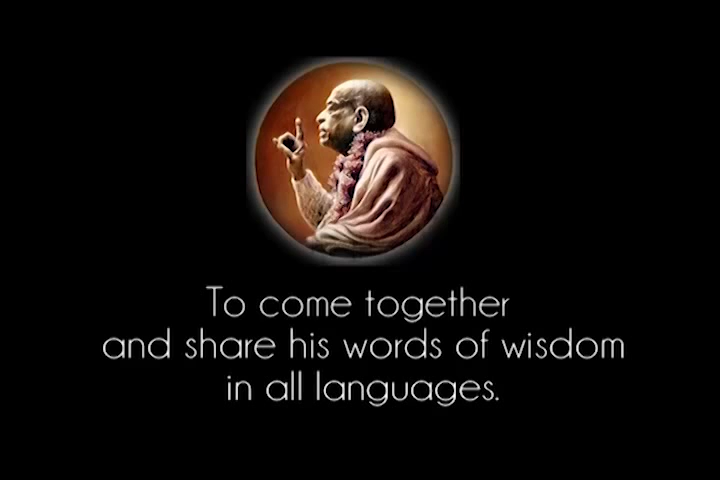 To come together
and share his words of wisdom
in all languages.